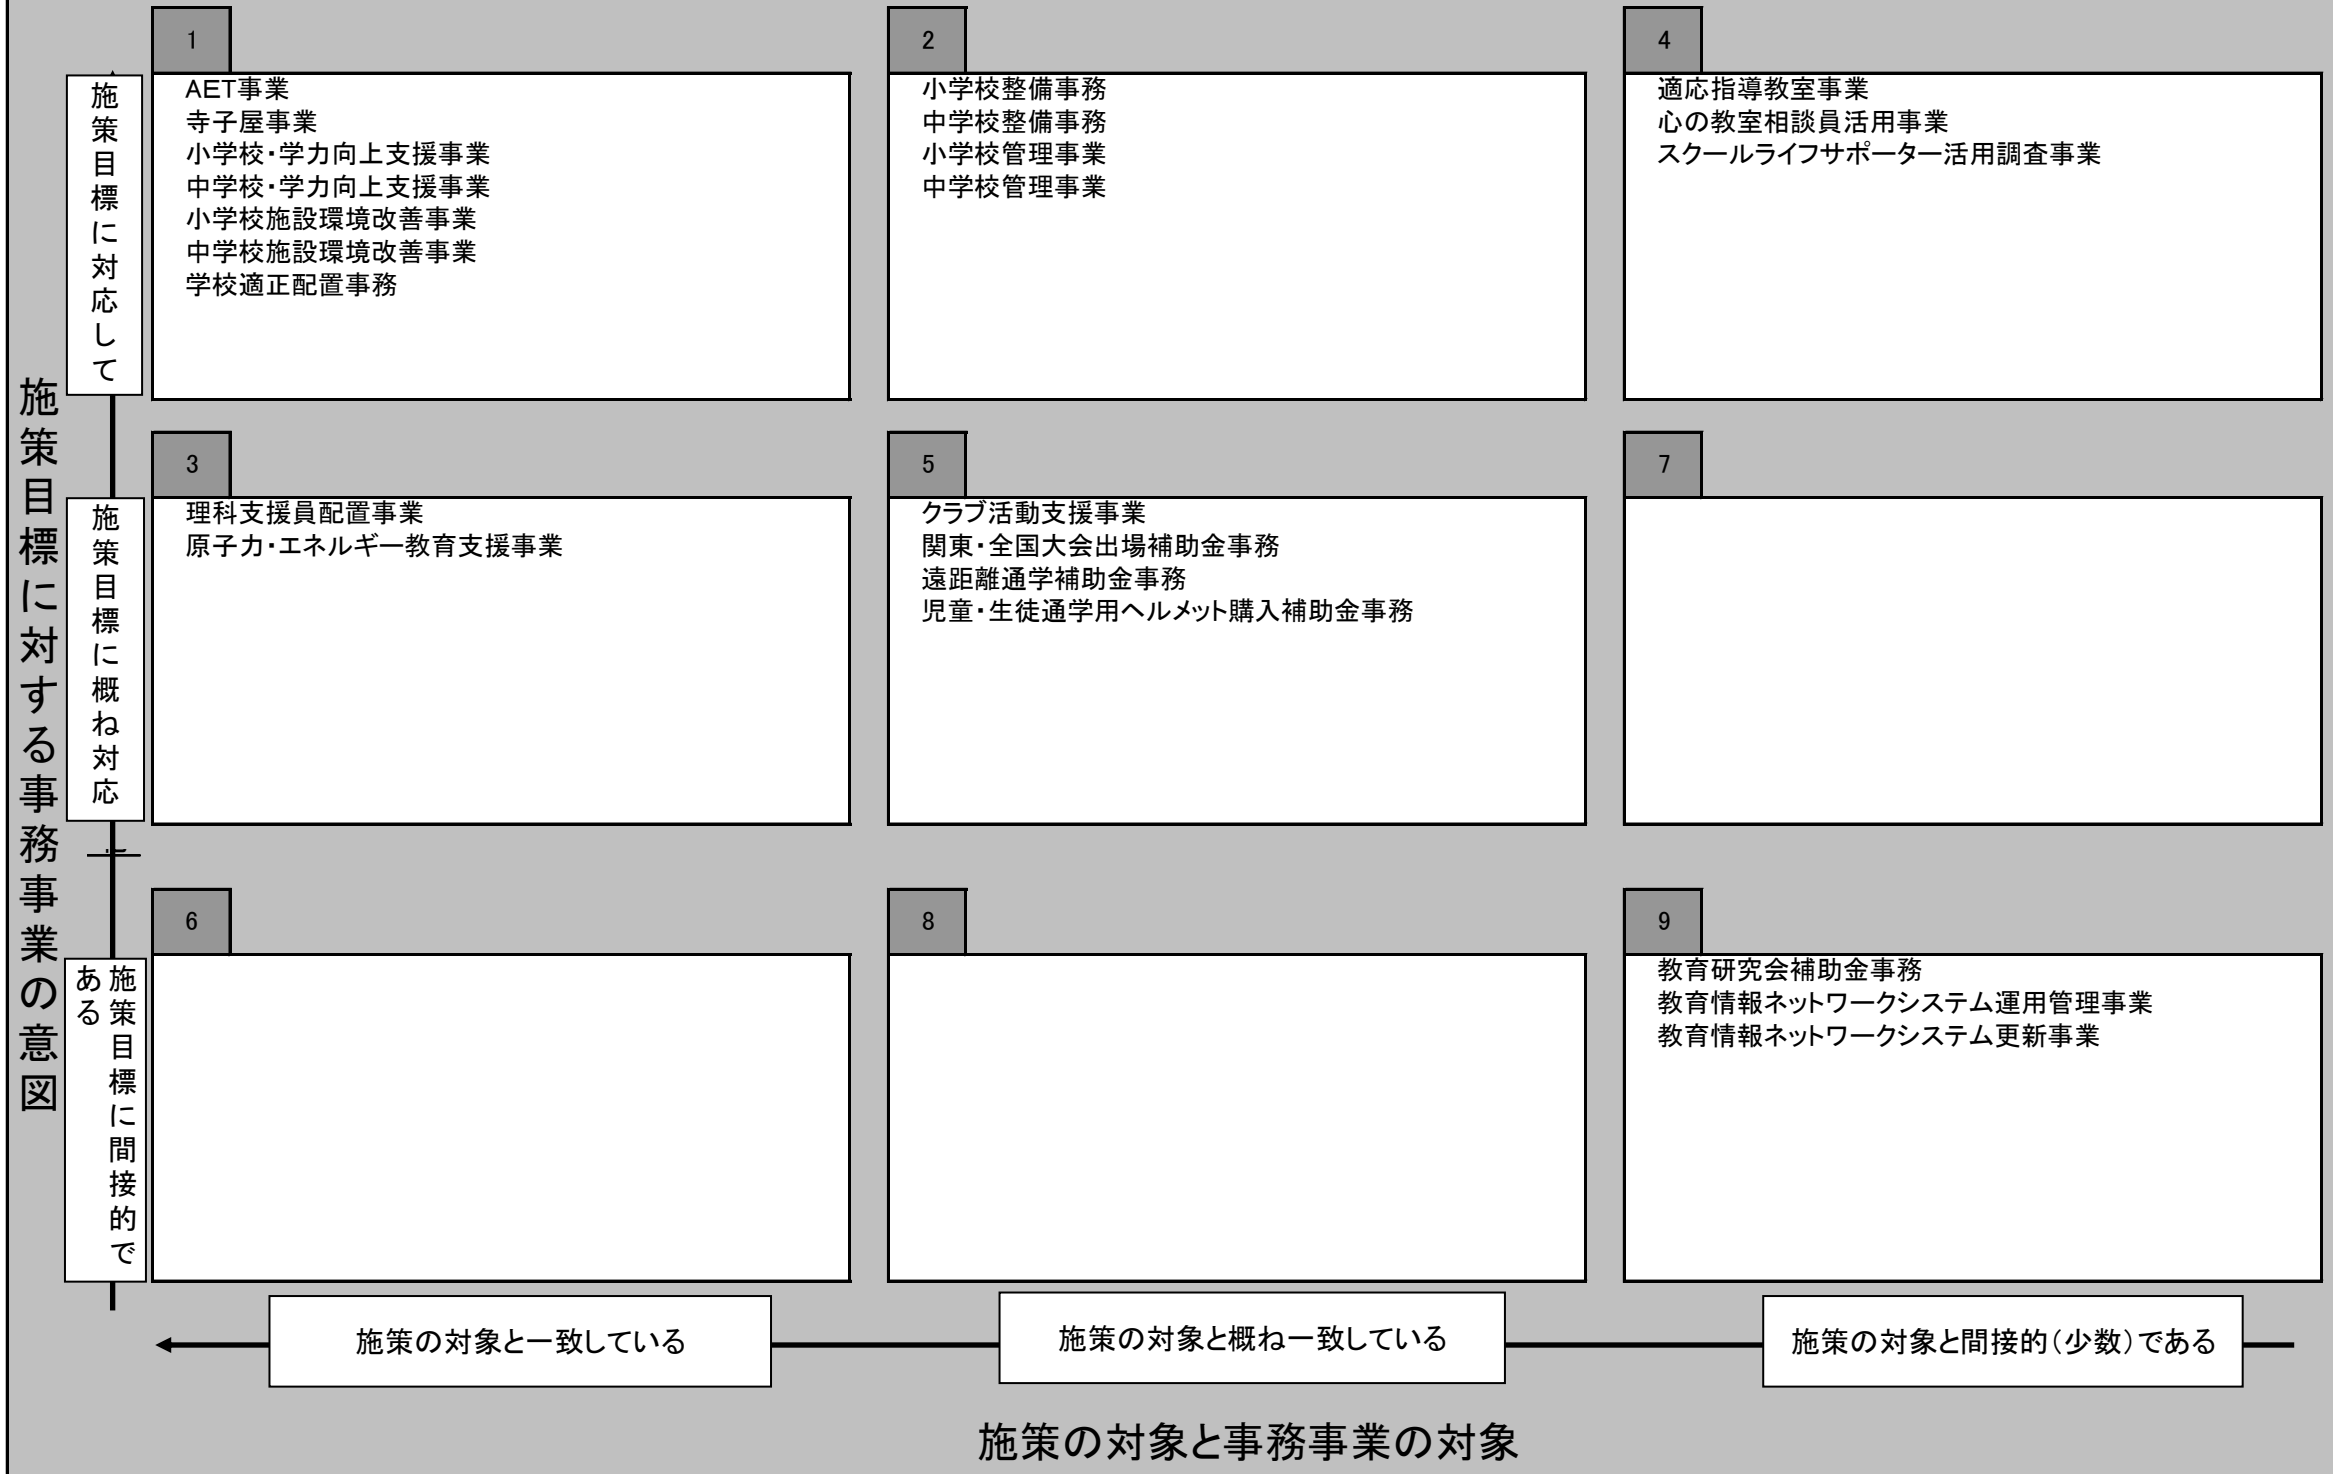 施策目標に対する事務事業の意図
施策目標に対応して
1
AET事業
寺子屋事業
小学校・学力向上支援事業
中学校・学力向上支援事業
小学校施設環境改善事業
中学校施設環境改善事業
学校適正配置事務
2
小学校整備事務
中学校整備事務
小学校管理事業
中学校管理事業
4
適応指導教室事業
心の教室相談員活用事業
スクールライフサポーター活用調査事業
施策目標に概ね対応
3
理科支援員配置事業
原子力・エネルギー教育支援事業
5
クラブ活動支援事業
関東・全国大会出場補助金事務
遠距離通学補助金事務
児童・生徒通学用ヘルメット購入補助金事務
7
施策目標に間接的で
ある
6
8
9
教育研究会補助金事務
教育情報ネットワークシステム運用管理事業
教育情報ネットワークシステム更新事業
施策の対象と一致している
施策の対象と概ね一致している
施策の対象と間接的（少数）である
施策の対象と事務事業の対象